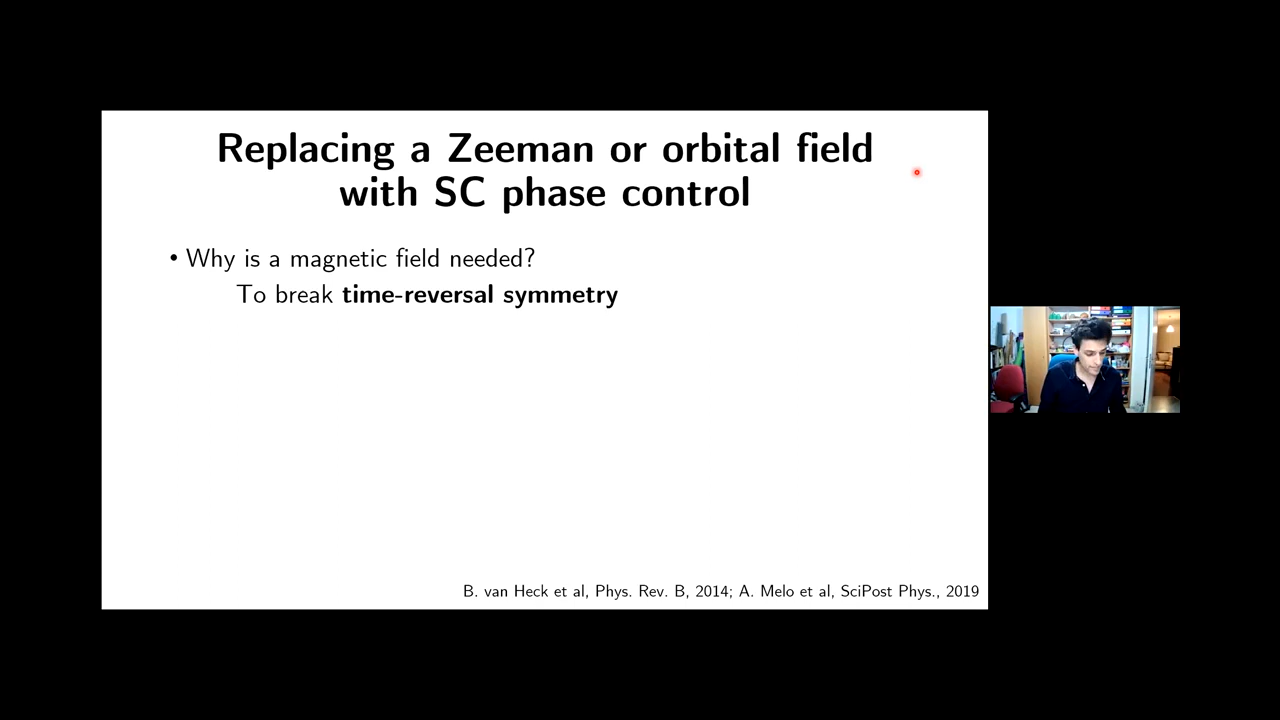 Replacing a Zeeman or orbital field
with SC phase control
• Why is a magnetic field needed?
To break time-reversal symmetry
B. van Heck et al, Phys. Rev. B, 2014; A. Melo et al, SciPost Phys., 2019